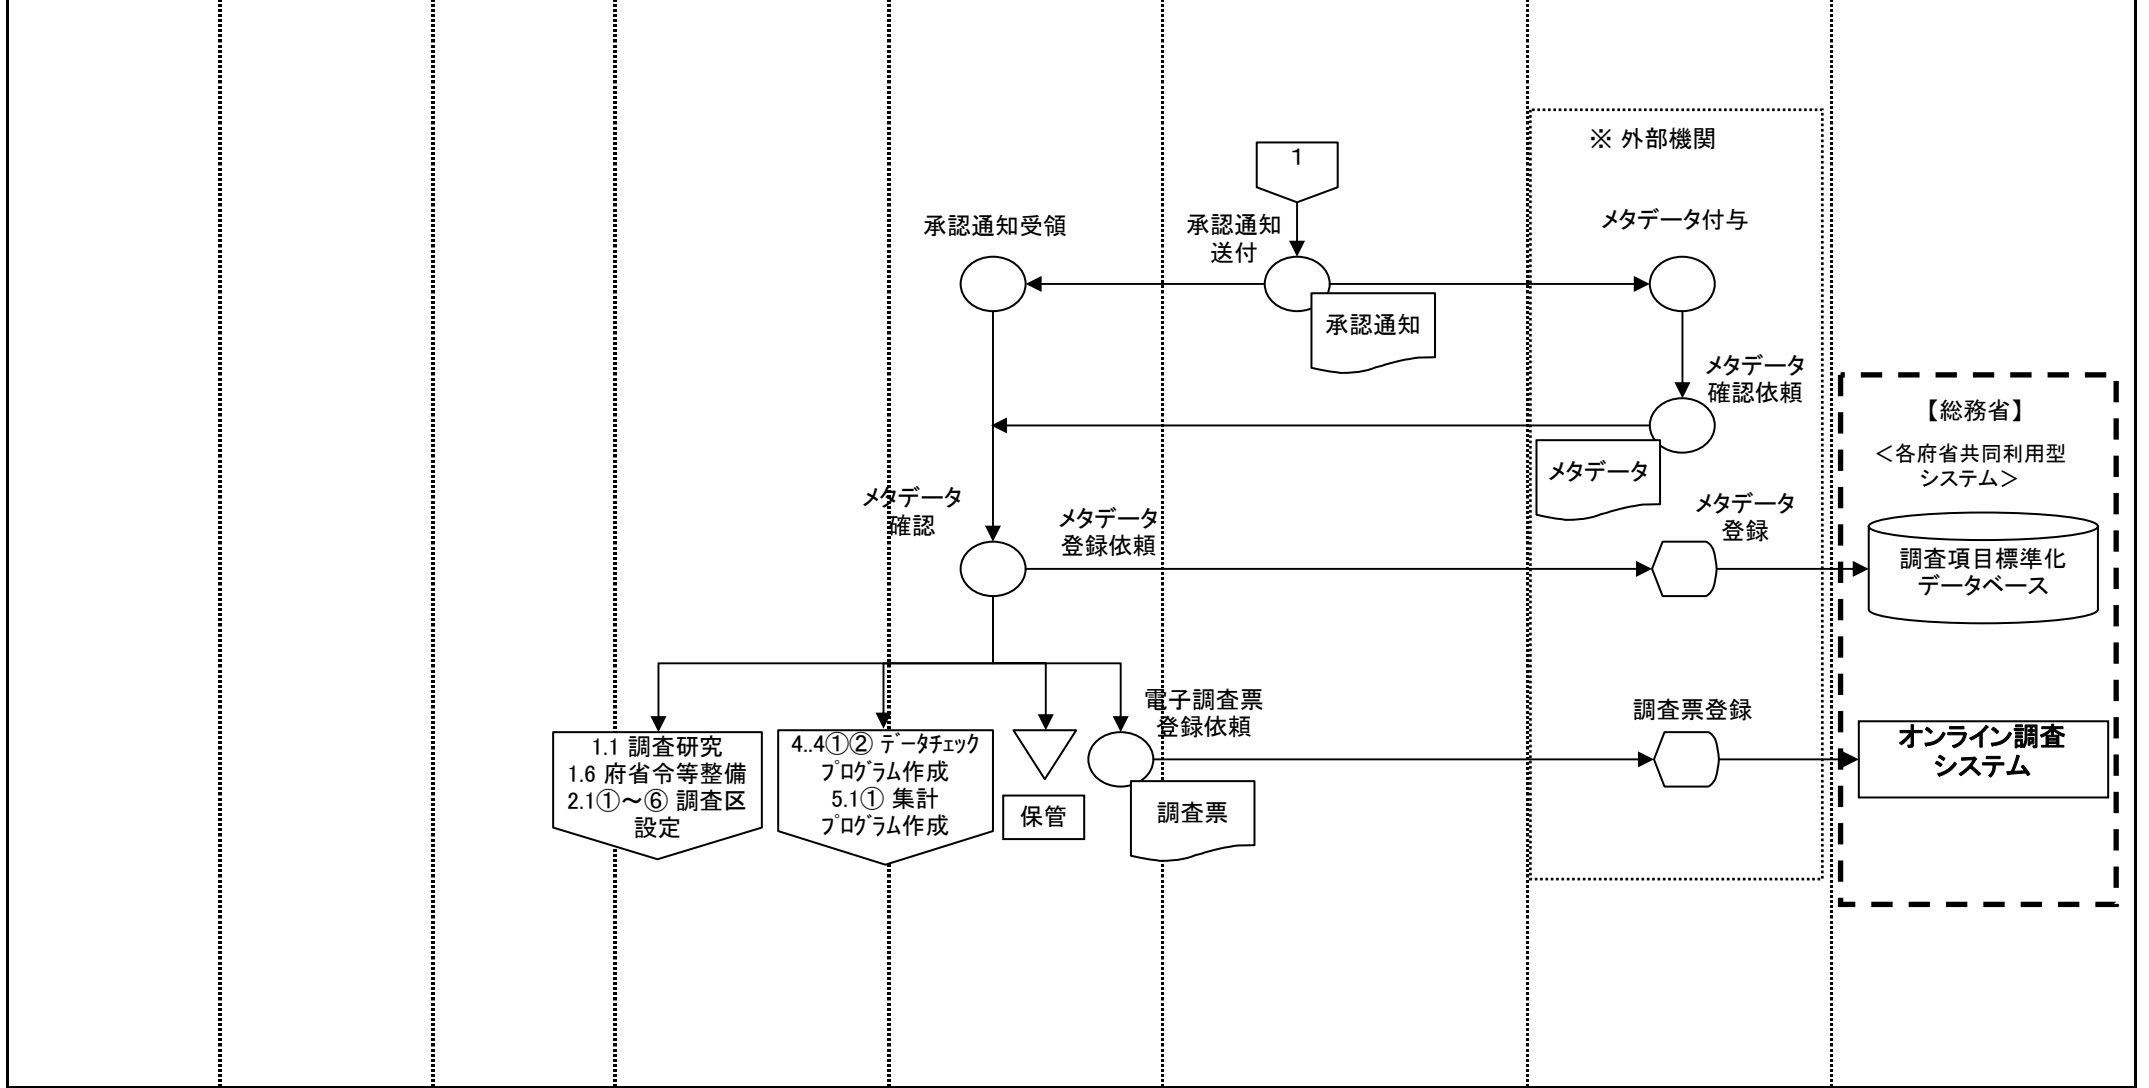 ※ 外部機関
1
承認通知受領
承認通知
送付
メタデータ付与
承認通知
メタデータ
確認依頼
【総務省】
＜各府省共同利用型
システム＞
メタデータ
メタデータ
確認
メタデータ
登録依頼
メタデータ
登録
調査項目標準化
データベース
電子調査票
登録依頼
調査票登録
オンライン調査
システム
1.1 調査研究
1.6 府省令等整備
2.1①～⑥ 調査区
設定
4..4①② ﾃﾞｰﾀﾁｪｯｸ
ﾌﾟﾛｸﾞﾗﾑ作成
5.1① 集計
ﾌﾟﾛｸﾞﾗﾑ作成
保管
調査票